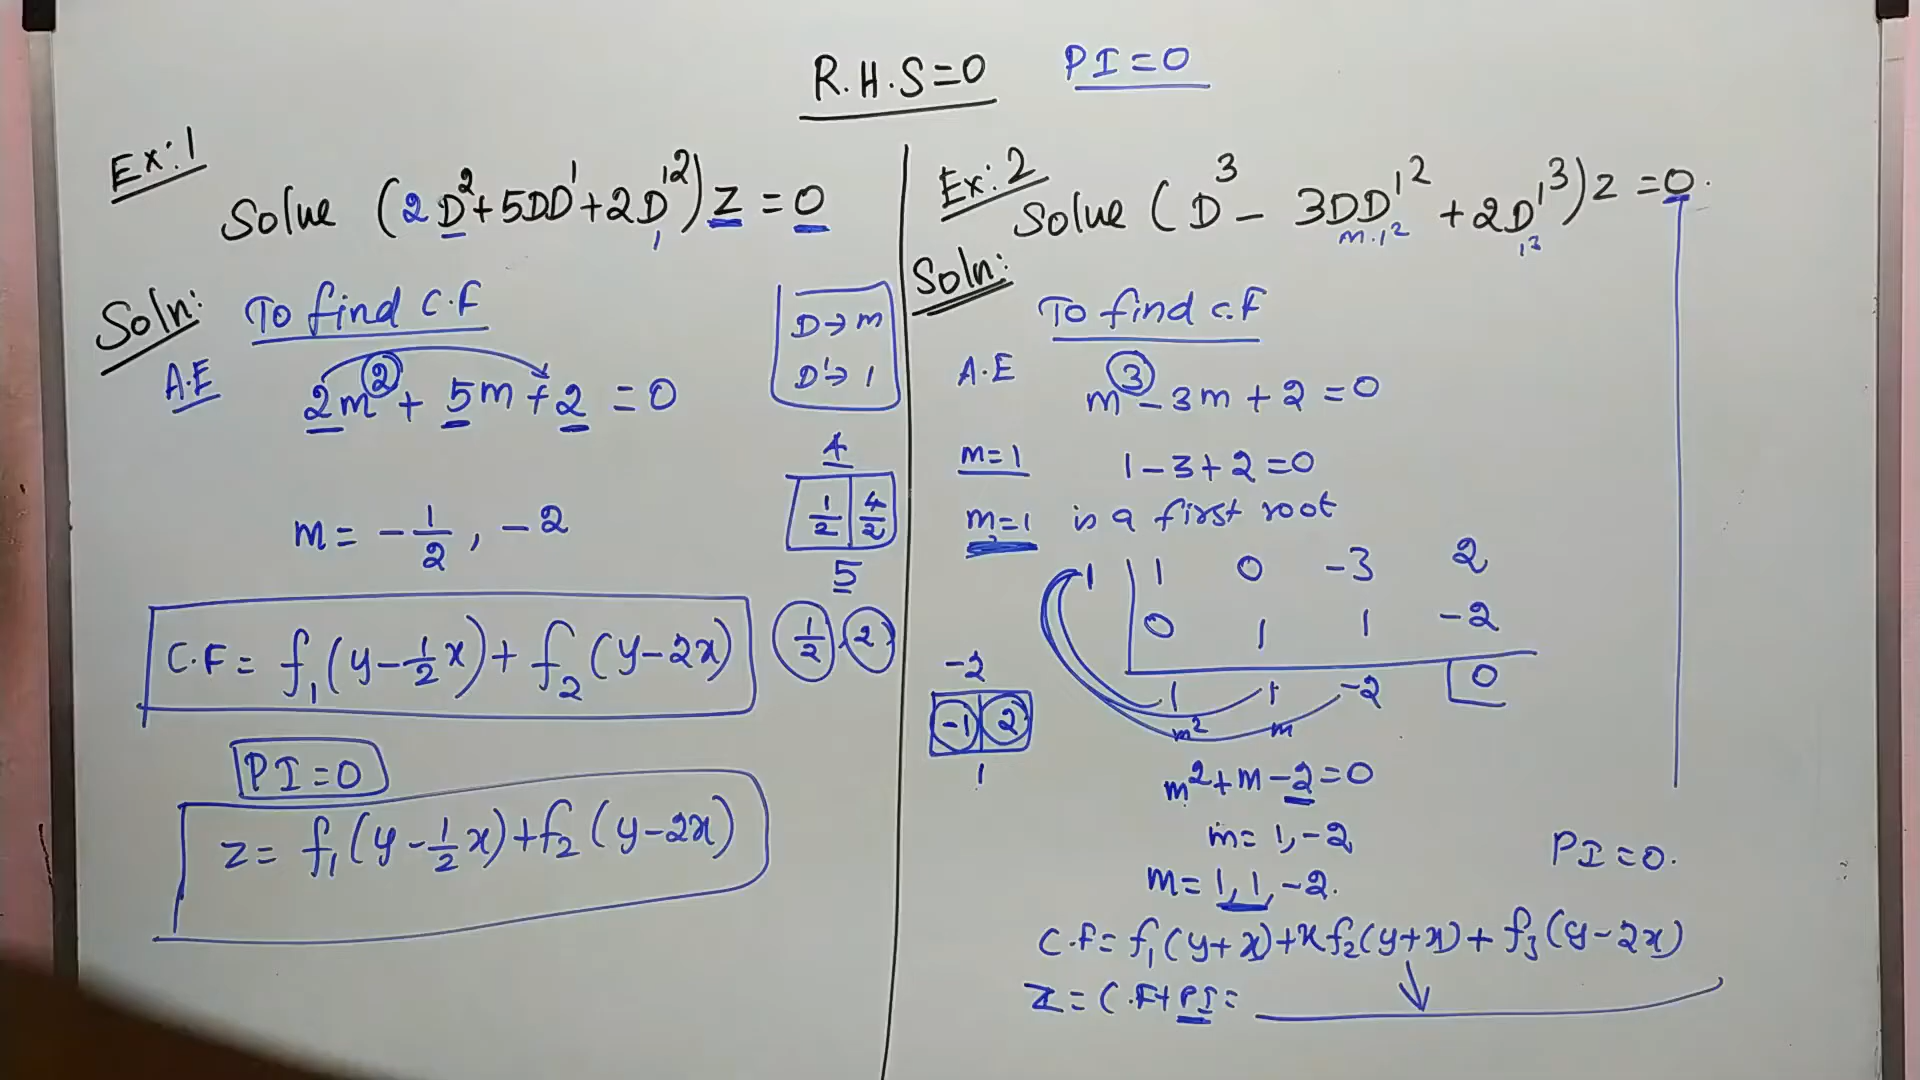 R.H.S=0 PI=0
Ex:1
Solve (2D²+5DD'+2D'²)z=0
1
Soln: To find C.F
A.E 2m²+5m+2=0
D→m
D'→1
4
1/2 4/2
5
m=-1/2, -2
1/2, 2
C.F=f₁(y-1/2x)+f₂(y-2x)
PI=0
z=f₁(y-1/2x)+f₂(y-2x)
Ex:2
Solve (D³-3DD'²+2D'³)z=0.
m.1² 1³
Soln:
To find C.F
A.E m³-3m+2=0
m=1 1-3+2=0
m=1 is a first root
1 | 1 0 -3 2
0 1 1 -2
1 1 -2 0
m² m
-2
-1 2
1
m²+m-2=0
m=1,-2
m=1,1,-2.
PI=0.
C.F=f₁(y+x)+xf₂(y+x)+f₃(y-2x)
Z=C.F+PI=